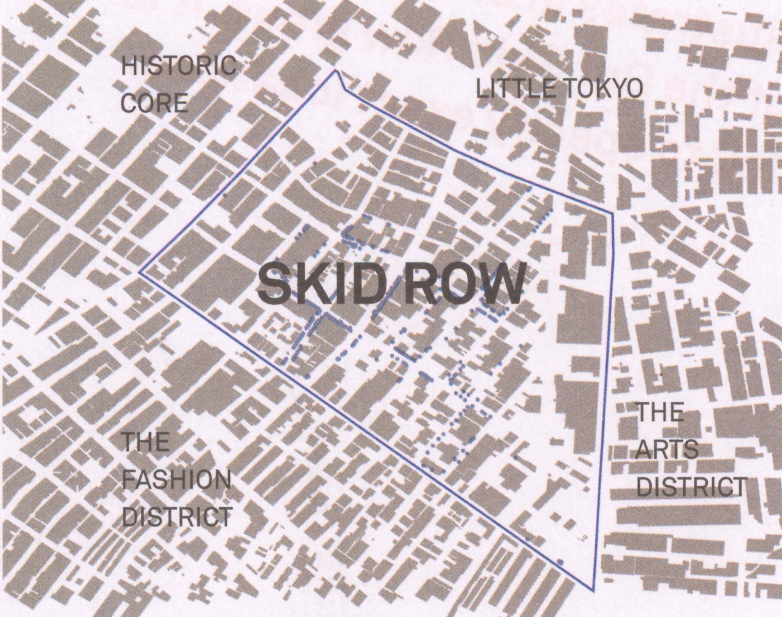 HISTORIC
CORE
LITTLE TOKYO
SKID ROW
THE
ARTS
DISTRICT
THE
FASHION
DISTRICT